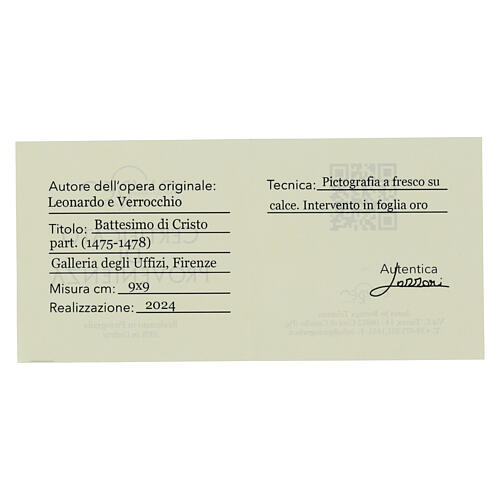 Autore dell'opera originale:
Leonardo e Verrocchio
Titolo: Battesimo di Cristo
part. (1475-1478)
Galleria degli Uffizi, Firenze
Misura cm: 9x9
Realizzazione: 2024
Tecnica: Pictografia a fresco su
calce. Intervento in foglia oro
Autentica